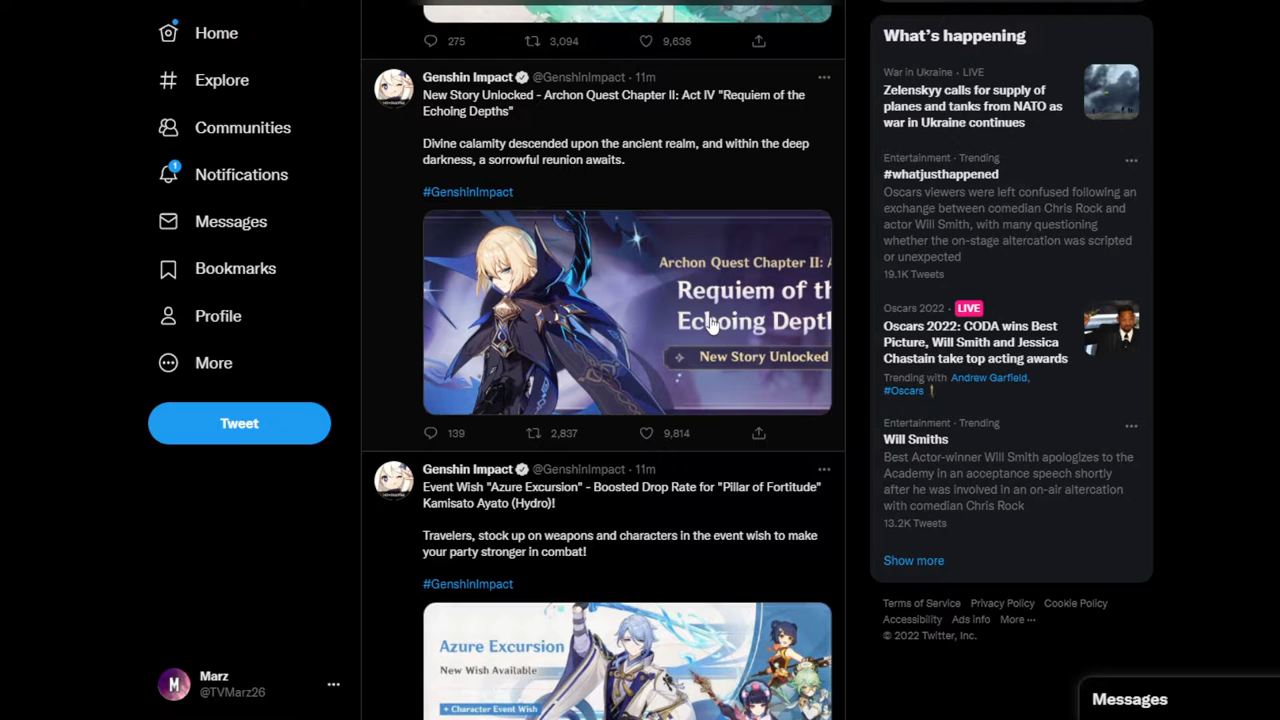 Home
Explore
Communities
1
Notifications
Messages
Bookmarks
Profile
More
Tweet
M
Marz
@TVMarz26
275
3,094
9,636
Genshin Impact @GenshinImpact · 11m
New Story Unlocked - Archon Quest Chapter II: Act IV "Requiem of the
Echoing Depths"
Divine calamity descended upon the ancient realm, and within the deep
darkness, a sorrowful reunion awaits.
#GenshinImpact
Archon Quest Chapter II: A
Requiem of th
Echoing Dept
New Story Unlocked
139
2,837
9,814
Genshin Impact @GenshinImpact · 11m
Event Wish "Azure Excursion" - Boosted Drop Rate for "Pillar of Fortitude"
Kamisato Ayato (Hydro)!
Travelers, stock up on weapons and characters in the event wish to make
your party stronger in combat!
#GenshinImpact
Azure Excursion
New Wish Available
+ Character Event Wish
What's happening
War in Ukraine · LIVE
Zelenskyy calls for supply of
planes and tanks from NATO as
war in Ukraine continues
Entertainment · Trending
#whatjusthappened
Oscars viewers were left confused following an
exchange between comedian Chris Rock and
actor Will Smith, with many questioning
whether the on-stage altercation was scripted
or unexpected
19.1K Tweets
Oscars 2022 · LIVE
Oscars 2022: CODA wins Best
Picture, Will Smith and Jessica
Chastain take top acting awards
Trending with Andrew Garfield,
#Oscars
Entertainment · Trending
Will Smiths
Best Actor-winner Will Smith apologizes to the
Academy in an acceptance speech shortly
after he was involved in an on-air altercation
with comedian Chris Rock
13.2K Tweets
Show more
Terms of Service Privacy Policy Cookie Policy
Accessibility Ads info More ···
© 2022 Twitter, Inc.
Messages